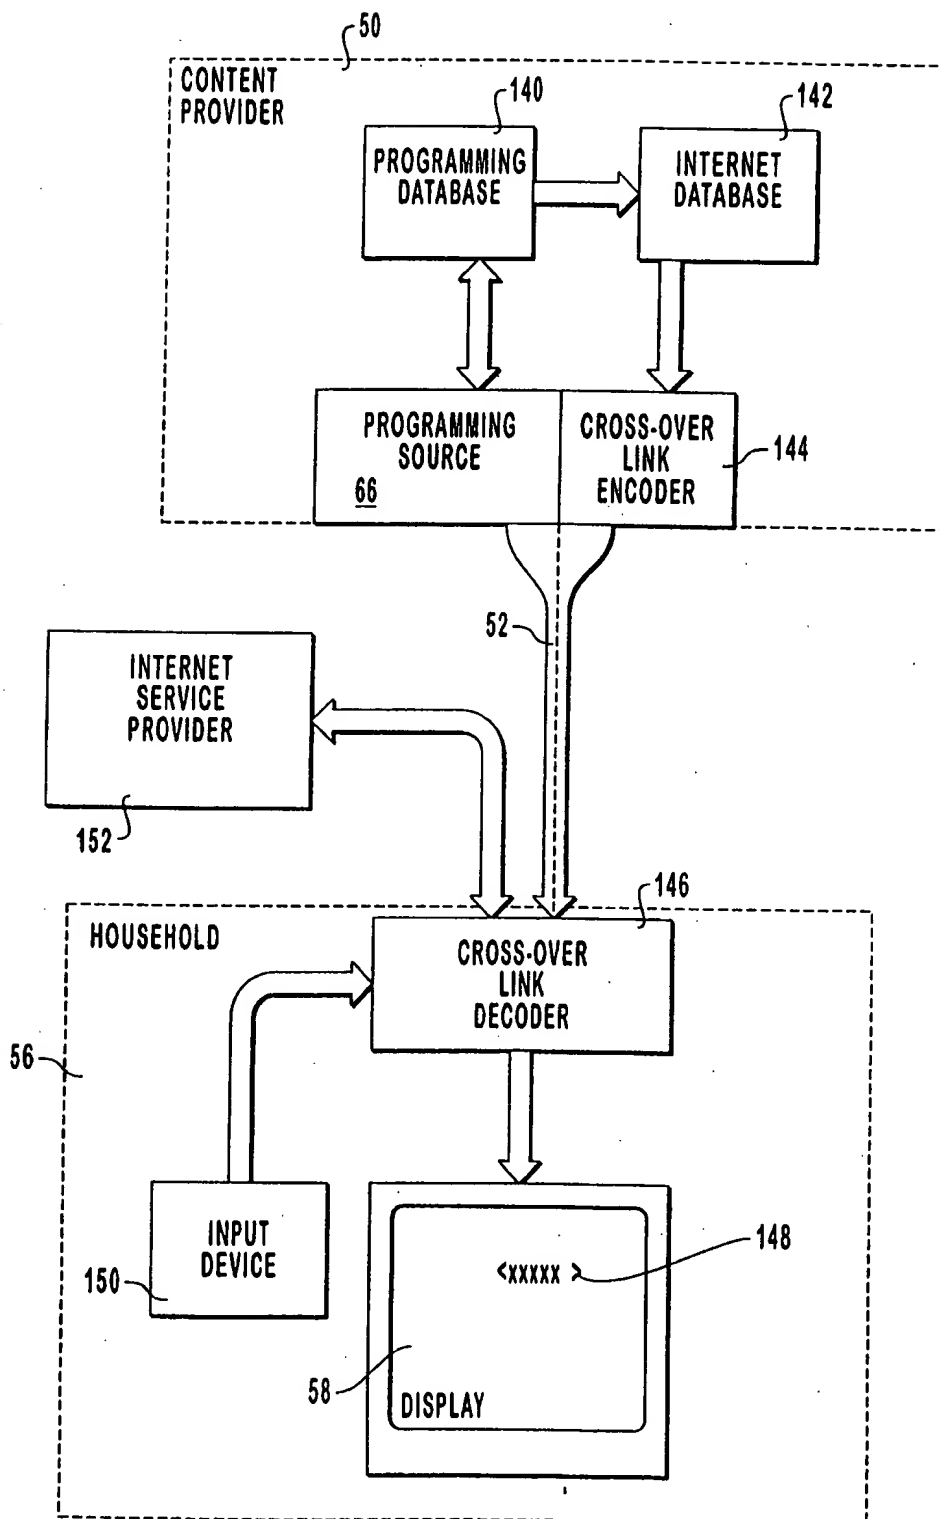 50
CONTENT
PROVIDER
140
142
PROGRAMMING
DATABASE
INTERNET
DATABASE
PROGRAMMING
SOURCE
66
CROSS-OVER
LINK
ENCODER
144
52
INTERNET
SERVICE
PROVIDER
152
146
HOUSEHOLD
CROSS-OVER
LINK
DECODER
56
INPUT
DEVICE
150
148
<XXXXX >
58
DISPLAY